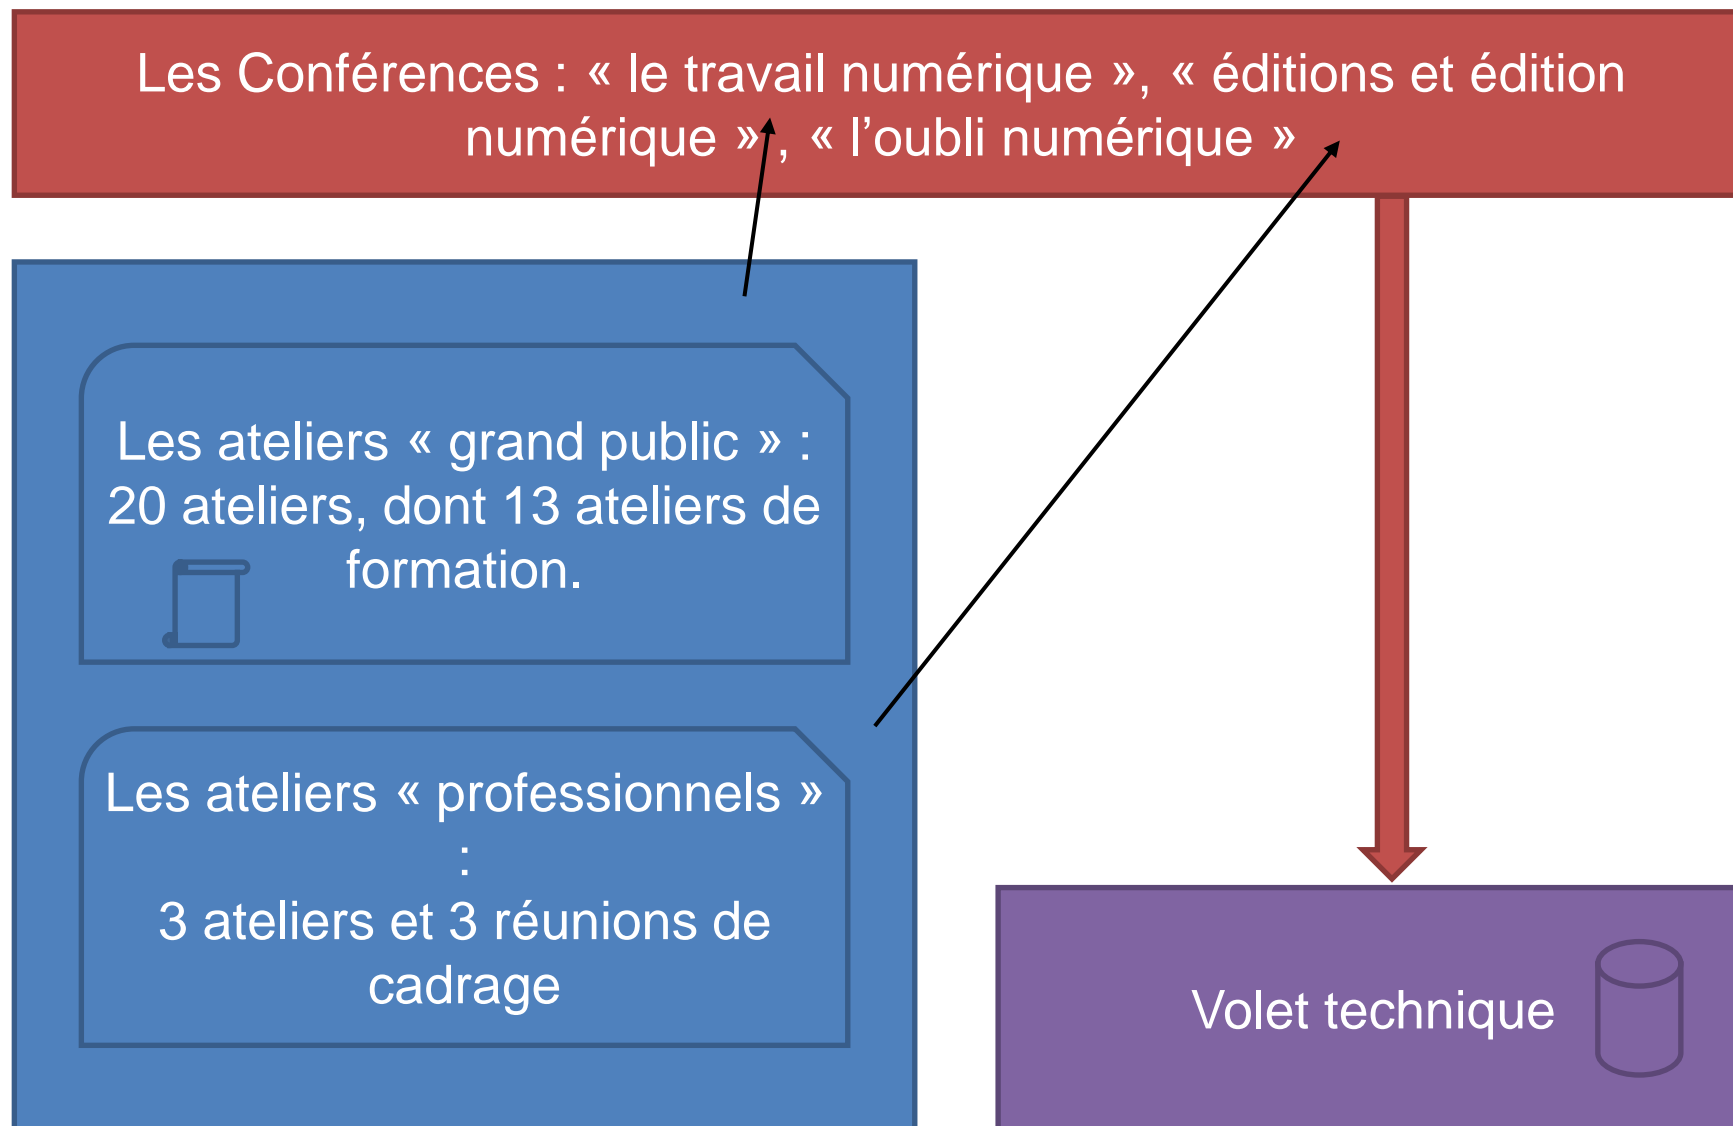 Les Conférences : « le travail numérique », « éditions et édition
numérique » , « l’oubli numérique »
Les ateliers « grand public » :
20 ateliers, dont 13 ateliers de
formation.
Les ateliers « professionnels »
:
3 ateliers et 3 réunions de
cadrage
Volet technique